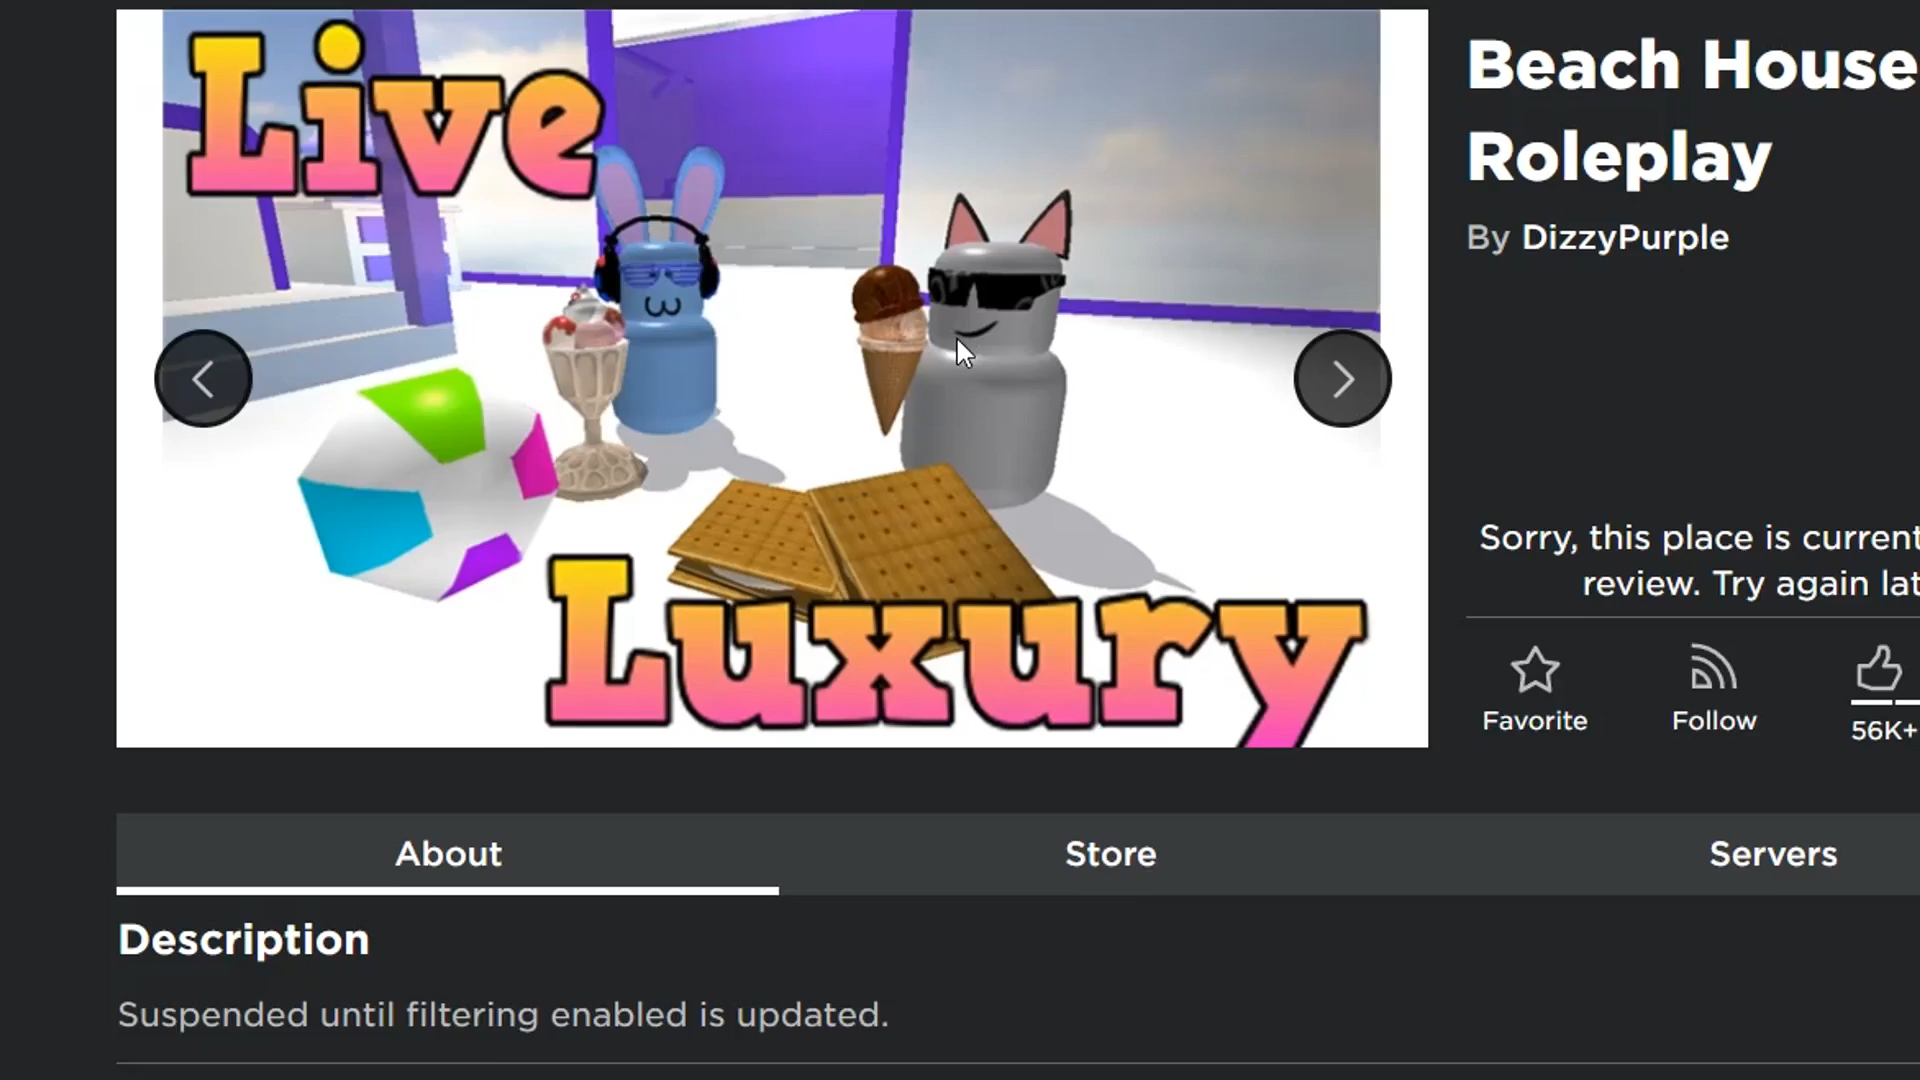 Live
Luxury
Beach House
Roleplay
By DizzyPurple
Sorry, this place is current
review. Try again lat
Favorite
Follow
56K+
About
Store
Servers
Description
Suspended until filtering enabled is updated.